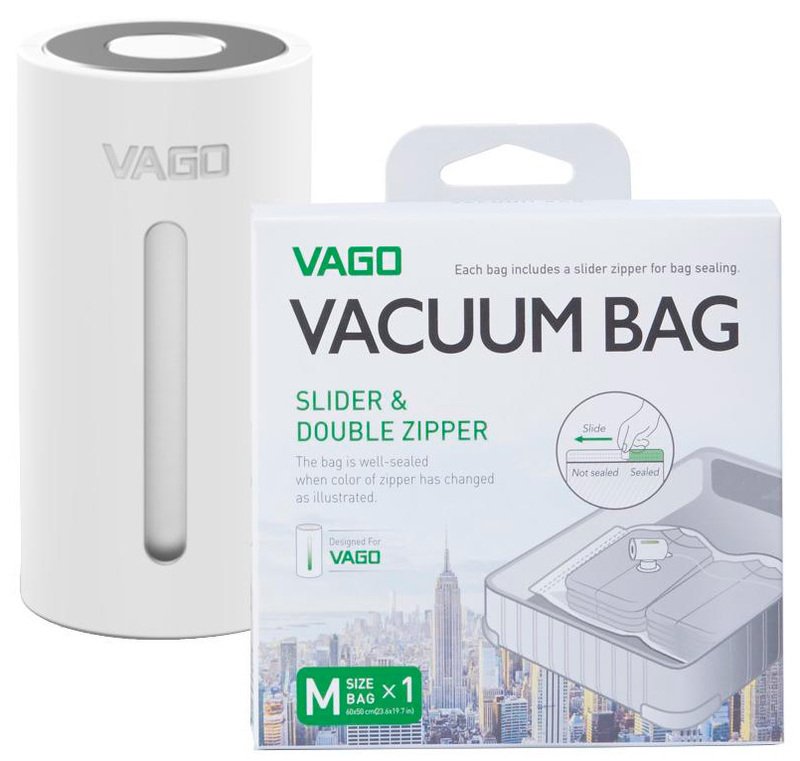 VAGO
VAGO
Each bag includes a slider zipper for bag sealing.
VACUUM BAG
SLIDER &
DOUBLE ZIPPER
The bag is well-sealed
when color of zipper has changed
as illustrated.
Slide
Not sealed Sealed
Designed For
VAGO
M SIZE BAG x 1
60x50 cm(23.6x19.7 in)